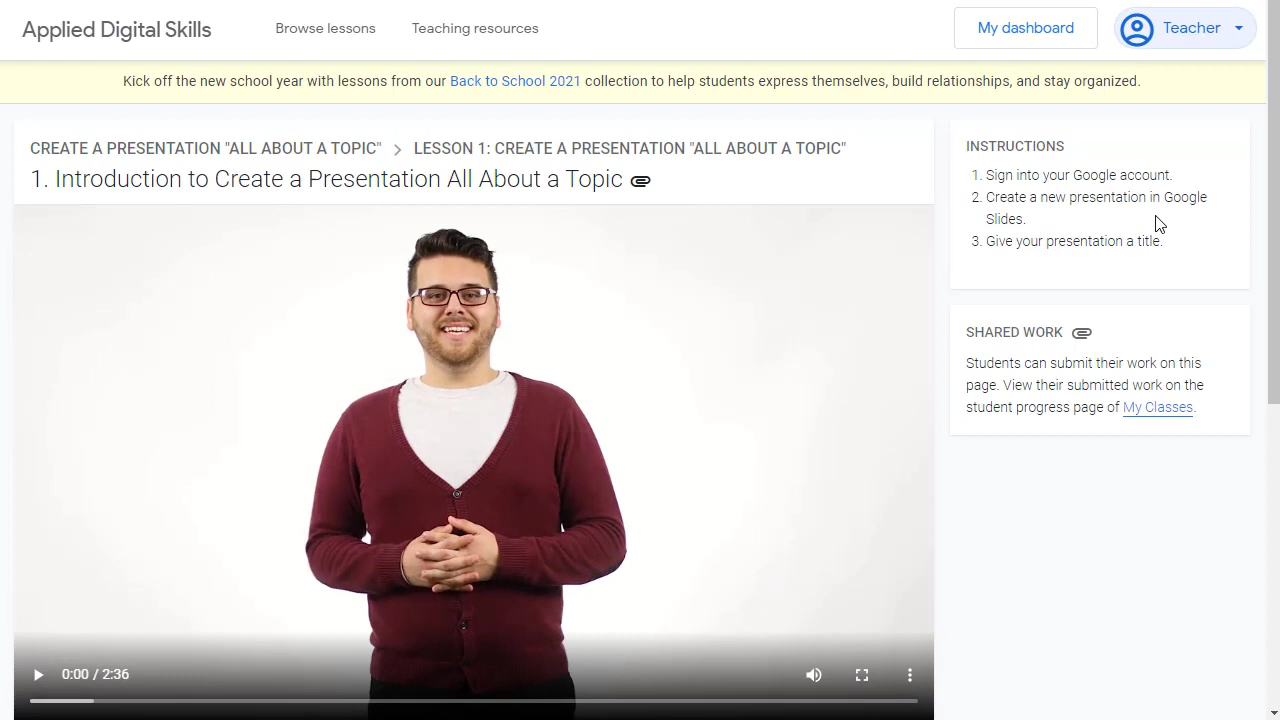 Applied Digital Skills
Browse lessons
Teaching resources
My dashboard
Teacher
Kick off the new school year with lessons from our Back to School 2021 collection to help students express themselves, build relationships, and stay organized.
CREATE A PRESENTATION "ALL ABOUT A TOPIC" > LESSON 1: CREATE A PRESENTATION "ALL ABOUT A TOPIC"
1. Introduction to Create a Presentation All About a Topic
0:00 / 2:36
INSTRUCTIONS
1. Sign into your Google account.
2. Create a new presentation in Google
Slides.
3. Give your presentation a title.
SHARED WORK
Students can submit their work on this
page. View their submitted work on the
student progress page of My Classes.